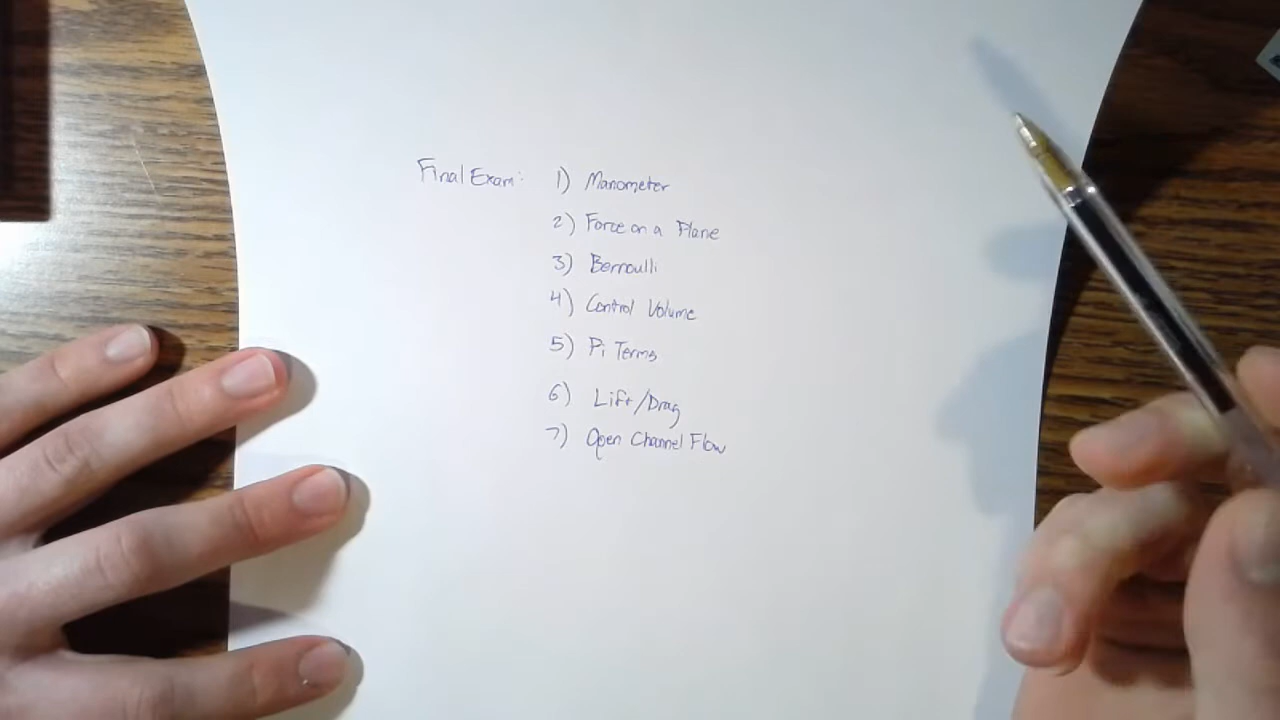 Final Exam: 1) Manometer
2) Force on a Plane
3) Bernoulli
4) Control Volume
5) Pi Terms
6) Lift/Drag
7) Open Channel Flow